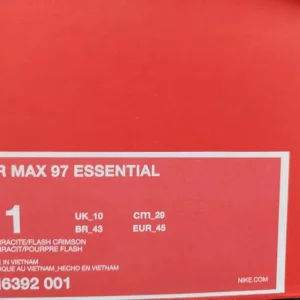 R MAX 97 ESSENTIAL
1 UK_10 cm_29
BR_43 EUR_45
RACITE/FLASH CRIMSON
RACIT/POURPRE FLASH
E IN VIETNAM
IQUÉ AU VIETNAM_HECHO EN VIETNAM
6392 001
NIKE.COM